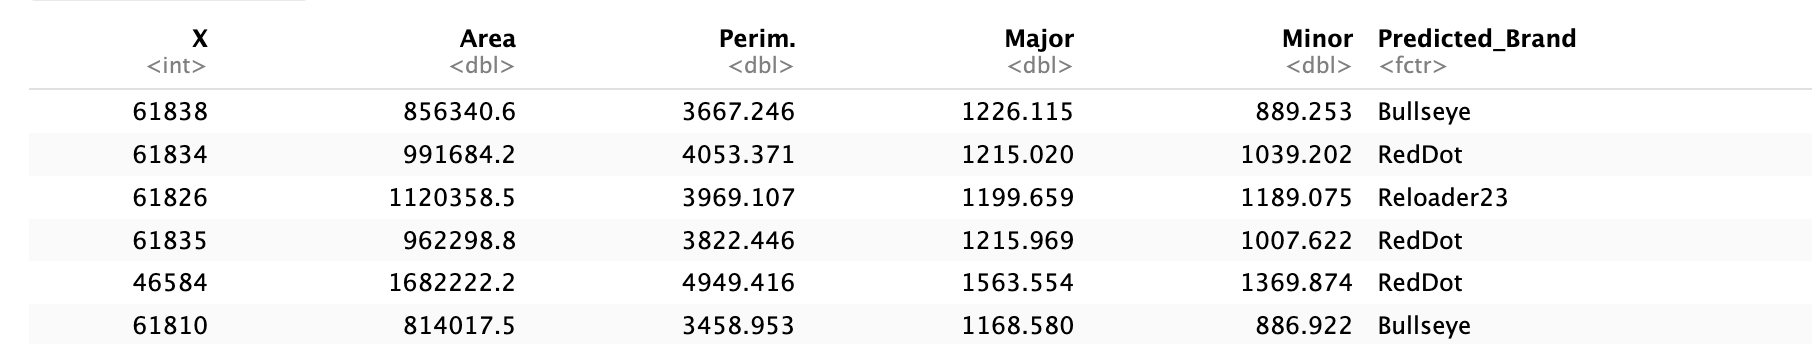 X Area Perim. Major Minor Predicted_Brand
<int> <dbl> <dbl> <dbl> <dbl> <fctr>
61838 856340.6 3667.246 1226.115 889.253 Bullseye
61834 991684.2 4053.371 1215.020 1039.202 RedDot
61826 1120358.5 3969.107 1199.659 1189.075 Reloader23
61835 962298.8 3822.446 1215.969 1007.622 RedDot
46584 1682222.2 4949.416 1563.554 1369.874 RedDot
61810 814017.5 3458.953 1168.580 886.922 Bullseye